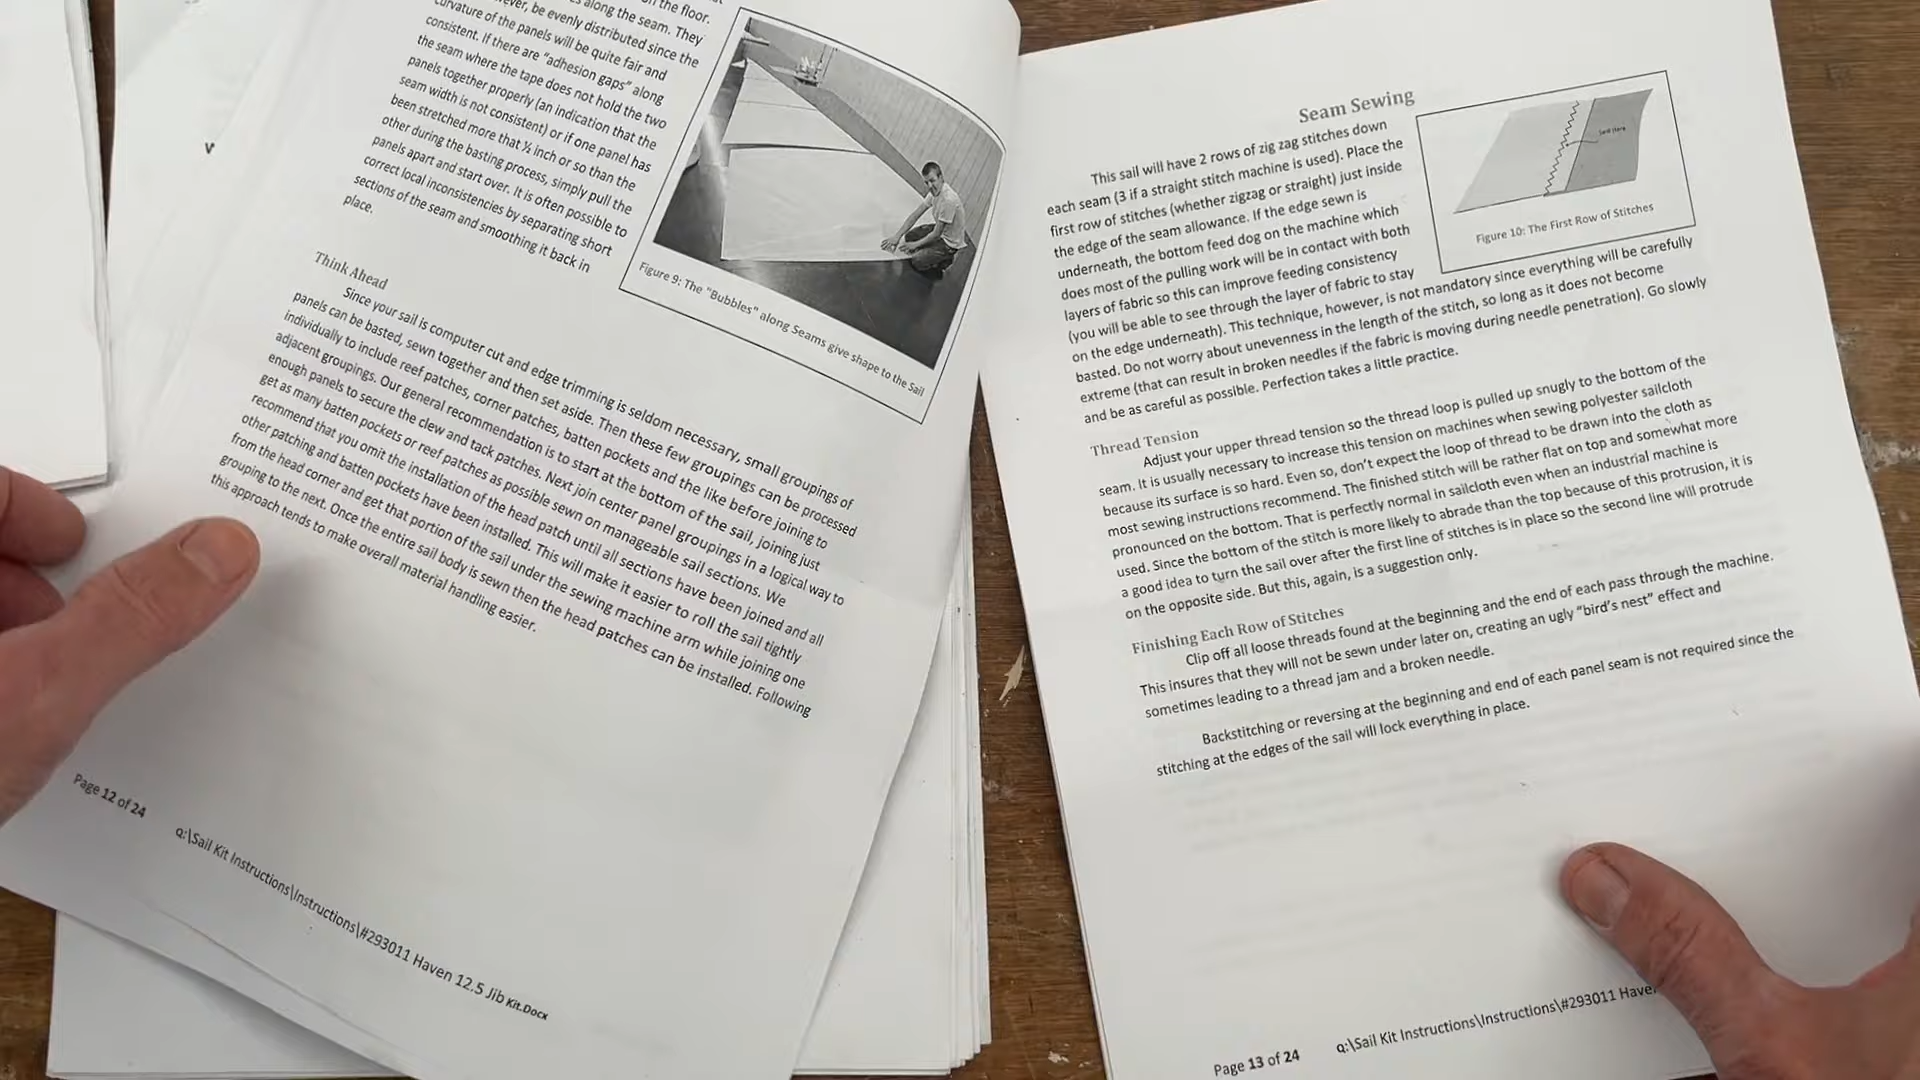 the floor.
along the seam. They
ever, be evenly distributed since the
curvature of the panels will be quite fair and
consistent. If there are "adhesion gaps" along
the seam where the tape does not hold the two
panels together properly (an indication that the
seam width is not consistent) or if one panel has
been stretched more that ½ inch or so than the
other during the basting process, simply pull the
panels apart and start over. It is often possible to
correct local inconsistencies by separating short
sections of the seam and smoothing it back in
place.
Figure 9: The "Bubbles" along Seams give shape to the Sail
Think Ahead
Since your sail is computer cut and edge trimming is seldom necessary, small groupings of
panels can be basted, sewn together and then set aside. Then these few groupings can be processed
individually to include reef patches, corner patches, batten pockets and the like before joining to
adjacent groupings. Our general recommendation is to start at the bottom of the sail, joining just
enough panels to secure the clew and tack patches. Next join center panel groupings in a logical way to
get as many batten pockets or reef patches as possible sewn on manageable sail sections. We
recommend that you omit the installation of the head patch until all sections have been joined and all
other patching and batten pockets have been installed. This will make it easier to roll the sail tightly
from the head corner and get that portion of the sail under the sewing machine arm while joining one
grouping to the next. Once the entire sail body is sewn then the head patches can be installed. Following
this approach tends to make overall material handling easier.
Page 12 of 24
q:\Sail Kit Instructions\Instructions\#293011 Haven 12.5 Jib Kit.Docx
v
Seam Sewing
This sail will have 2 rows of zig zag stitches down
each seam (3 if a straight stitch machine is used). Place the
first row of stitches (whether zigzag or straight) just inside
the edge of the seam allowance. If the edge sewn is
underneath, the bottom feed dog on the machine which
does most of the pulling work will be in contact with both
layers of fabric so this can improve feeding consistency
(you will be able to see through the layer of fabric to stay
on the edge underneath). This technique, however, is not mandatory since everything will be carefully
basted. Do not worry about unevenness in the length of the stitch, so long as it does not become
extreme (that can result in broken needles if the fabric is moving during needle penetration). Go slowly
and be as careful as possible. Perfection takes a little practice.
Sew Here
Figure 10: The First Row of Stitches
Thread Tension
Adjust your upper thread tension so the thread loop is pulled up snugly to the bottom of the
seam. It is usually necessary to increase this tension on machines when sewing polyester sailcloth
because its surface is so hard. Even so, don't expect the loop of thread to be drawn into the cloth as
most sewing instructions recommend. The finished stitch will be rather flat on top and somewhat more
pronounced on the bottom. That is perfectly normal in sailcloth even when an industrial machine is
used. Since the bottom of the stitch is more likely to abrade than the top because of this protrusion, it is
a good idea to turn the sail over after the first line of stitches is in place so the second line will protrude
on the opposite side. But this, again, is a suggestion only.
Finishing Each Row of Stitches
Clip off all loose threads found at the beginning and the end of each pass through the machine.
This insures that they will not be sewn under later on, creating an ugly "bird's nest" effect and
sometimes leading to a thread jam and a broken needle.
Backstitching or reversing at the beginning and end of each panel seam is not required since the
stitching at the edges of the sail will lock everything in place.
Page 13 of 24
q:\Sail Kit Instructions\Instructions\#293011 Have